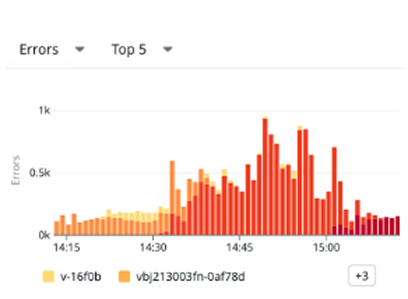 Errors Top 5
1k
0.5k
0k
Errors
14:15 14:30 14:45 15:00
v-16f0b vbj213003fn-0af78d +3